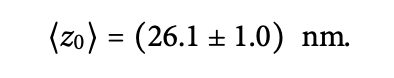 ⟨z₀⟩ = (26.1 ± 1.0) nm.